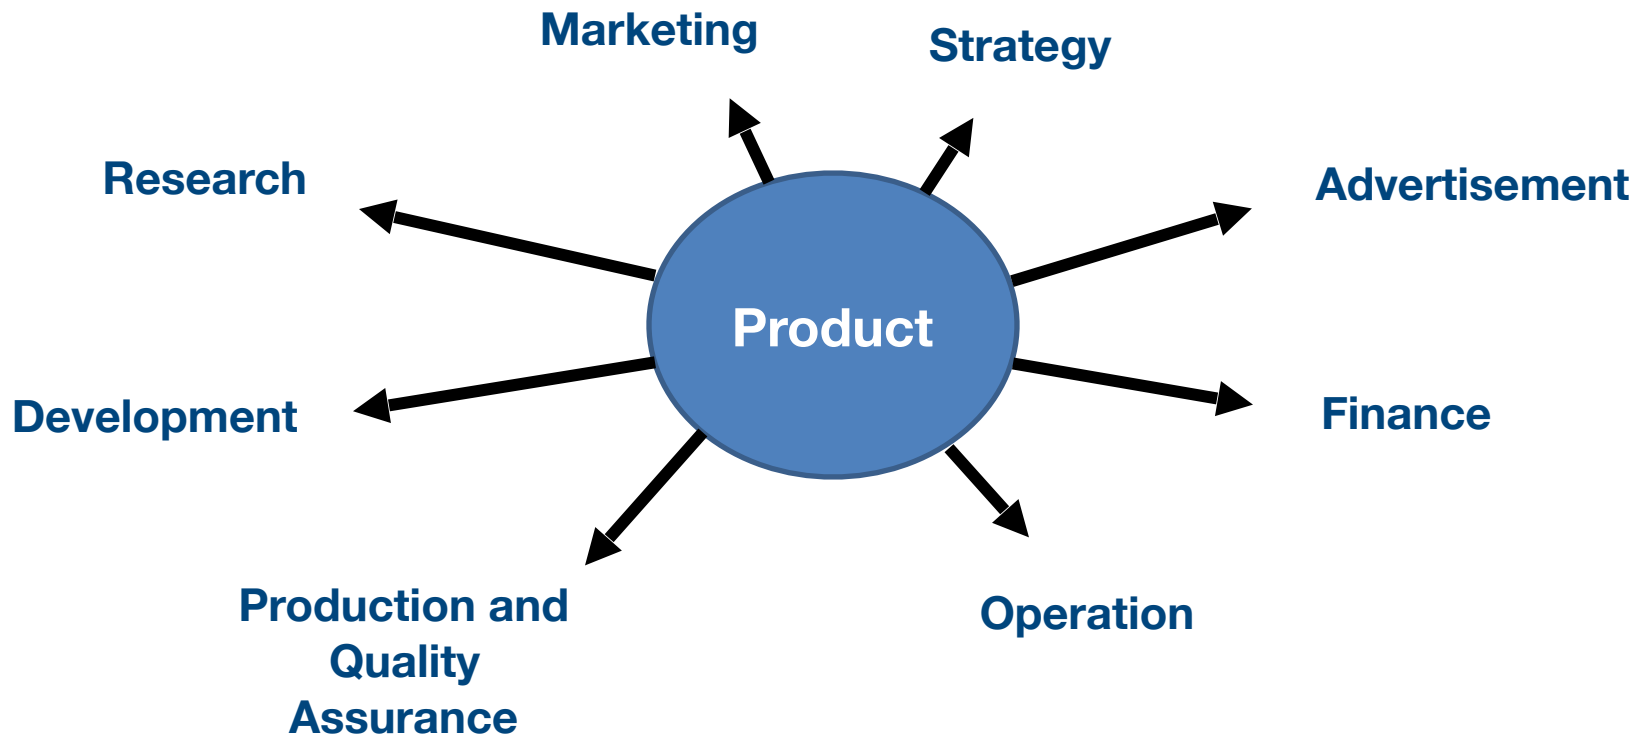 Marketing
Strategy
Research
Advertisement
Product
Development
Finance
Production and
Quality
Assurance
Operation